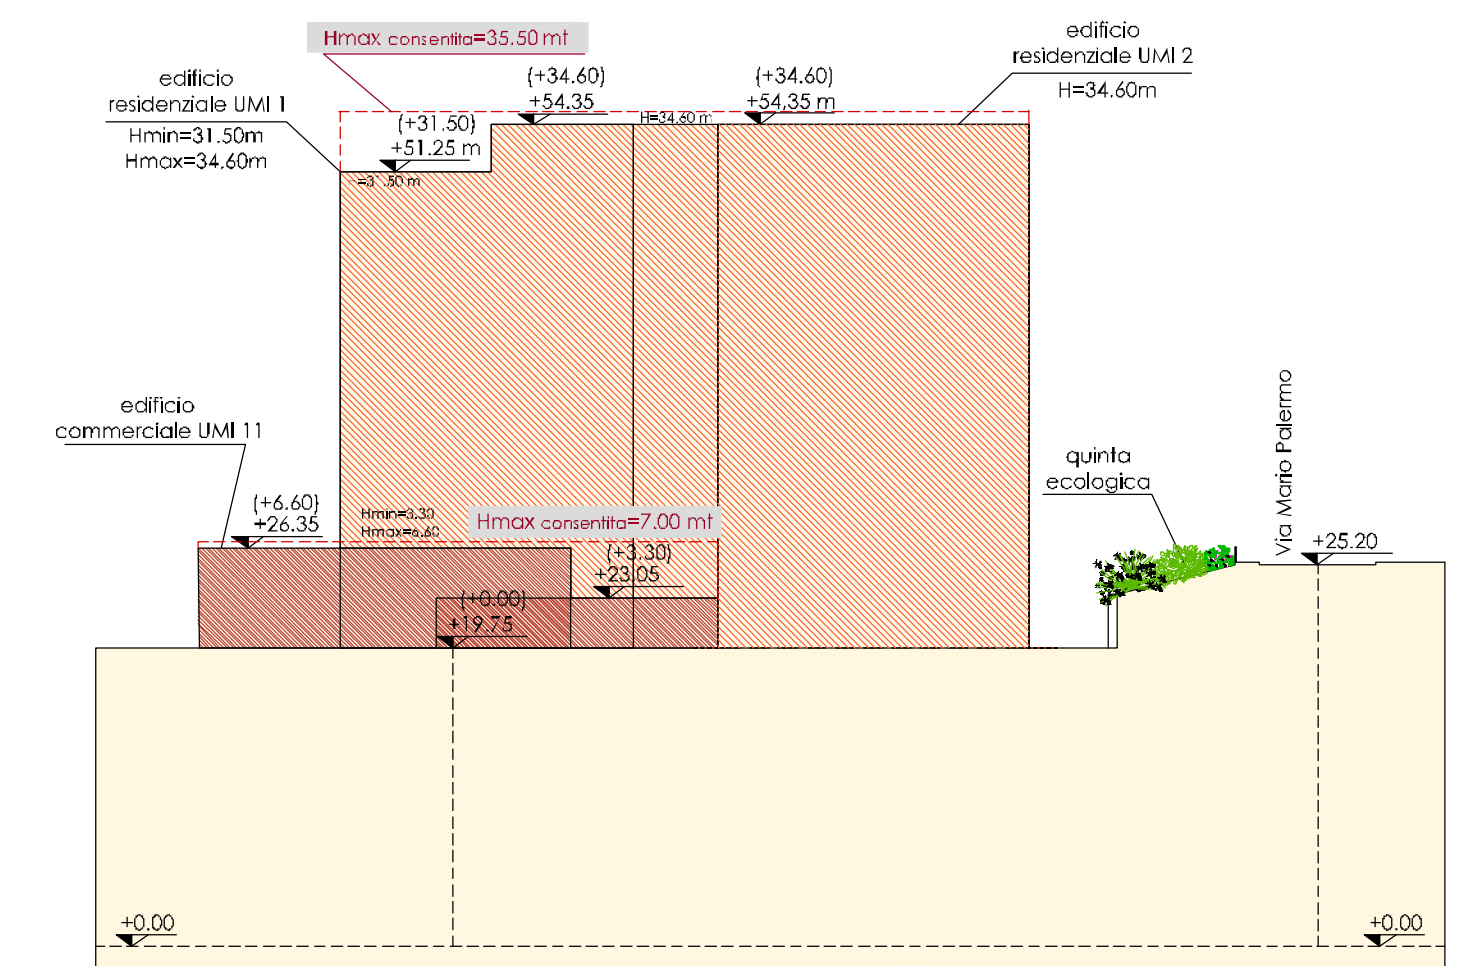 Hmax consentita=35.50 mt
edificio
residenziale UMI 1
Hmin=31.50m
Hmax=34.60m
(+31.50)
+51.25 m
=31.50 m
(+34.60)
+54.35
H=34.60 m
(+34.60)
+54,35 m
edificio
residenziale UMI 2
H=34.60m
edificio
commerciale UMI 11
(+6.60)
+26.35
Hmin=3.30
Hmax=6.60
Hmax consentita=7.00 mt
(+3.30)
+23.05
(+0.00)
+19.75
quinta
ecologica
Via Mario Palermo
+25.20
+0.00
+0.00